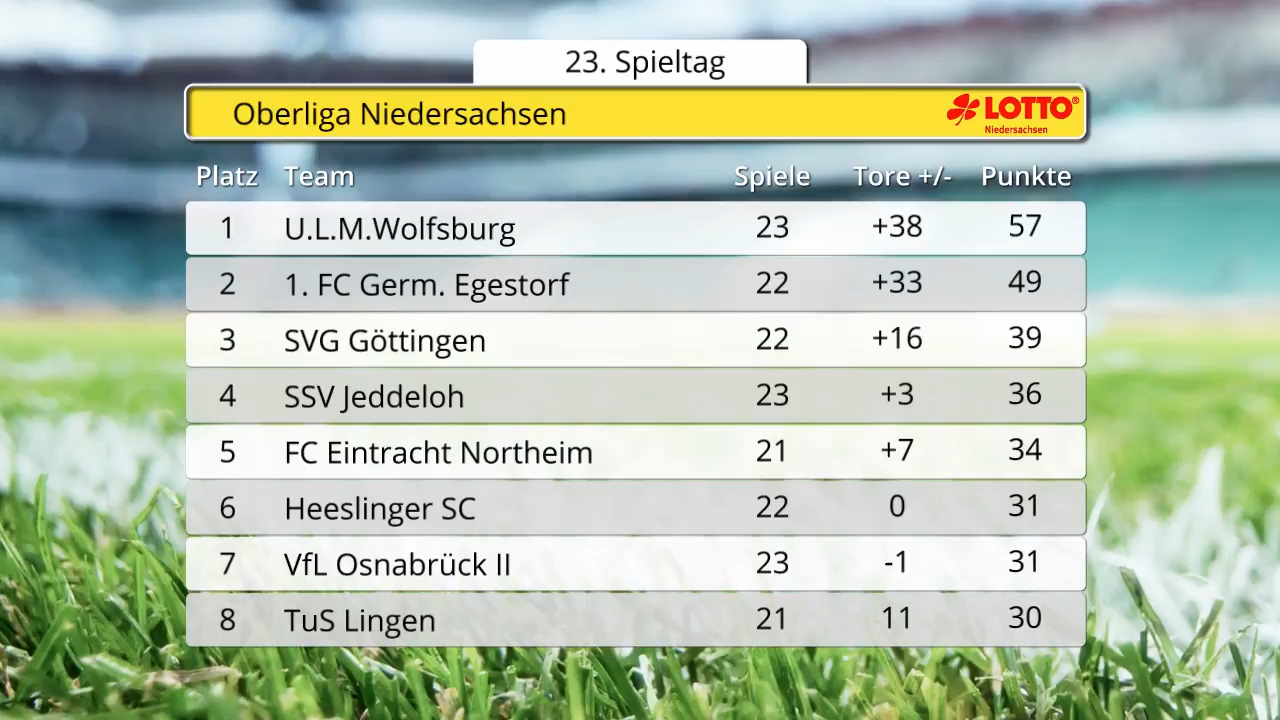 23. Spieltag
Oberliga Niedersachsen
LOTTO®
Niedersachsen
Platz Team Spiele Tore +/- Punkte
1 U.L.M.Wolfsburg 23 +38 57
2 1. FC Germ. Egestorf 22 +33 49
3 SVG Göttingen 22 +16 39
4 SSV Jeddeloh 23 +3 36
5 FC Eintracht Northeim 21 +7 34
6 Heeslinger SC 22 0 31
7 VfL Osnabrück II 23 -1 31
8 TuS Lingen 21 11 30